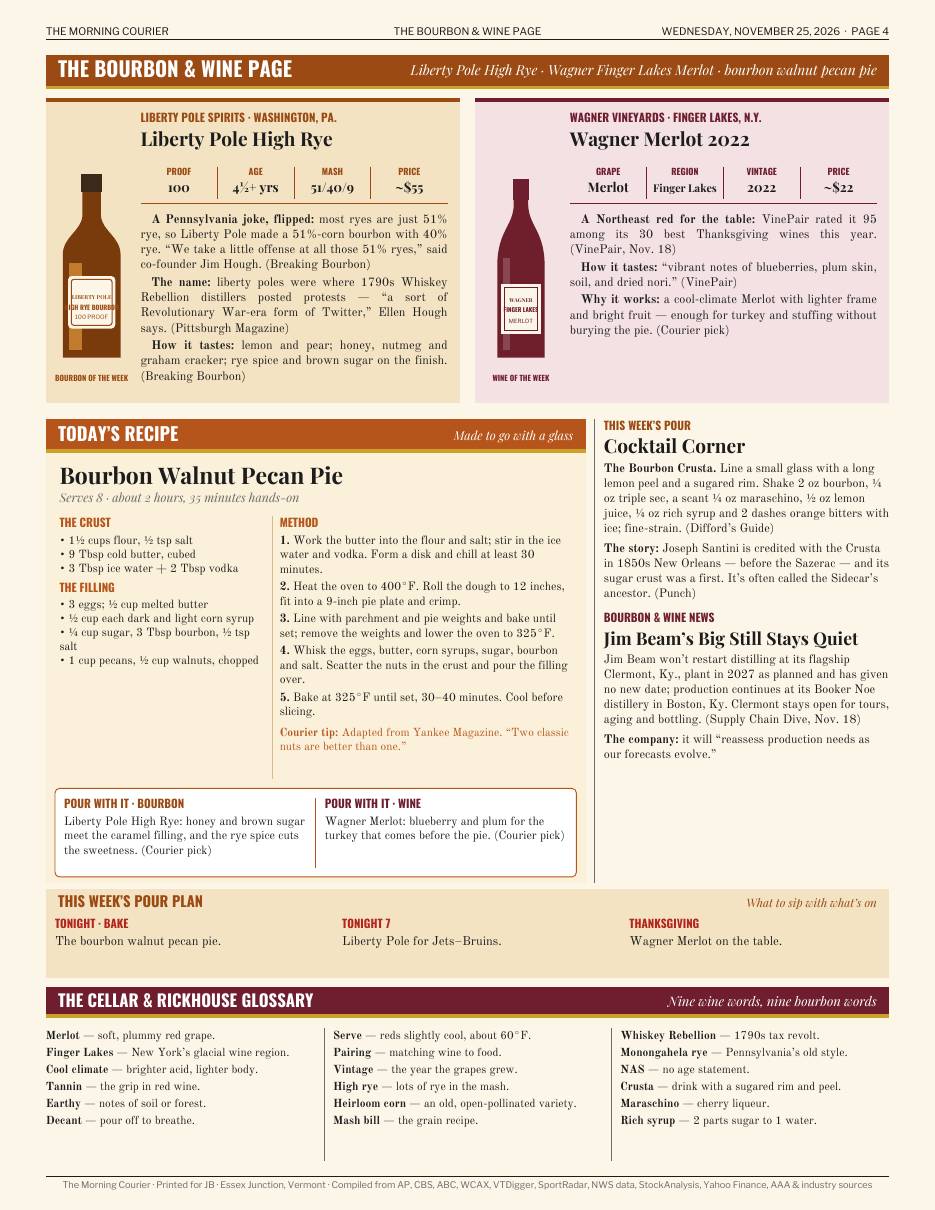 THE MORNING COURIER
THE BOURBON & WINE PAGE
WEDNESDAY, NOVEMBER 25, 2026 · PAGE 4
THE BOURBON & WINE PAGE
Liberty Pole High Rye · Wagner Finger Lakes Merlot · bourbon walnut pecan pie
LIBERTY POLE SPIRITS · WASHINGTON, PA.
Liberty Pole High Rye
PROOF AGE MASH PRICE
100 4½+ yrs 51/40/9 ~$55
A Pennsylvania joke, flipped: most ryes are just 51%
rye, so Liberty Pole made a 51%-corn bourbon with 40%
rye. “We take a little offense at all those 51% ryes,” said
co-founder Jim Hough. (Breaking Bourbon)
The name: liberty poles were where 1790s Whiskey
Rebellion distillers posted protests — “a sort of
Revolutionary War-era form of Twitter,” Ellen Hough
says. (Pittsburgh Magazine)
How it tastes: lemon and pear; honey, nutmeg and
graham cracker; rye spice and brown sugar on the finish.
(Breaking Bourbon)
LIBERTY POLE
IGH RYE BOURBO
100 PROOF
BOURBON OF THE WEEK
WAGNER VINEYARDS · FINGER LAKES, N.Y.
Wagner Merlot 2022
GRAPE REGION VINTAGE PRICE
Merlot Finger Lakes 2022 ~$22
A Northeast red for the table: VinePair rated it 95
among its 30 best Thanksgiving wines this year.
(VinePair, Nov. 18)
How it tastes: “vibrant notes of blueberries, plum skin,
soil, and dried nori.” (VinePair)
Why it works: a cool-climate Merlot with lighter frame
and bright fruit — enough for turkey and stuffing without
burying the pie. (Courier pick)
WAGNER
FINGER LAKES
MERLOT
WINE OF THE WEEK
TODAY’S RECIPE
Made to go with a glass
Bourbon Walnut Pecan Pie
Serves 8 · about 2 hours, 35 minutes hands-on
THE CRUST
• 1½ cups flour, ½ tsp salt
• 9 Tbsp cold butter, cubed
• 3 Tbsp ice water + 2 Tbsp vodka
THE FILLING
• 3 eggs; ½ cup melted butter
• ½ cup each dark and light corn syrup
• ¼ cup sugar, 3 Tbsp bourbon, ½ tsp
salt
• 1 cup pecans, ½ cup walnuts, chopped
METHOD
1. Work the butter into the flour and salt; stir in the ice
water and vodka. Form a disk and chill at least 30
minutes.
2. Heat the oven to 400°F. Roll the dough to 12 inches,
fit into a 9-inch pie plate and crimp.
3. Line with parchment and pie weights and bake until
set; remove the weights and lower the oven to 325°F.
4. Whisk the eggs, butter, corn syrups, sugar, bourbon
and salt. Scatter the nuts in the crust and pour the filling
over.
5. Bake at 325°F until set, 30–40 minutes. Cool before
slicing.
Courier tip: Adapted from Yankee Magazine. “Two classic
nuts are better than one.”
POUR WITH IT · BOURBON
Liberty Pole High Rye: honey and brown sugar
meet the caramel filling, and the rye spice cuts
the sweetness. (Courier pick)
POUR WITH IT · WINE
Wagner Merlot: blueberry and plum for the
turkey that comes before the pie. (Courier pick)
THIS WEEK’S POUR
Cocktail Corner
The Bourbon Crusta. Line a small glass with a long
lemon peel and a sugared rim. Shake 2 oz bourbon, ¼
oz triple sec, a scant ¼ oz maraschino, ½ oz lemon
juice, ¼ oz rich syrup and 2 dashes orange bitters with
ice; fine-strain. (Difford’s Guide)
The story: Joseph Santini is credited with the Crusta
in 1850s New Orleans — before the Sazerac — and its
sugar crust was a first. It’s often called the Sidecar’s
ancestor. (Punch)
BOURBON & WINE NEWS
Jim Beam’s Big Still Stays Quiet
Jim Beam won’t restart distilling at its flagship
Clermont, Ky., plant in 2027 as planned and has given
no new date; production continues at its Booker Noe
distillery in Boston, Ky. Clermont stays open for tours,
aging and bottling. (Supply Chain Dive, Nov. 18)
The company: it will “reassess production needs as
our forecasts evolve.”
THIS WEEK’S POUR PLAN
What to sip with what’s on
TONIGHT · BAKE
The bourbon walnut pecan pie.
TONIGHT 7
Liberty Pole for Jets–Bruins.
THANKSGIVING
Wagner Merlot on the table.
THE CELLAR & RICKHOUSE GLOSSARY
Nine wine words, nine bourbon words
Merlot — soft, plummy red grape.
Finger Lakes — New York’s glacial wine region.
Cool climate — brighter acid, lighter body.
Tannin — the grip in red wine.
Earthy — notes of soil or forest.
Decant — pour off to breathe.
Serve — reds slightly cool, about 60°F.
Pairing — matching wine to food.
Vintage — the year the grapes grew.
High rye — lots of rye in the mash.
Heirloom corn — an old, open-pollinated variety.
Mash bill — the grain recipe.
Whiskey Rebellion — 1790s tax revolt.
Monongahela rye — Pennsylvania’s old style.
NAS — no age statement.
Crusta — drink with a sugared rim and peel.
Maraschino — cherry liqueur.
Rich syrup — 2 parts sugar to 1 water.
The Morning Courier · Printed for JB · Essex Junction, Vermont · Compiled from AP, CBS, ABC, WCAX, VTDigger, SportRadar, NWS data, StockAnalysis, Yahoo Finance, AAA & industry sources